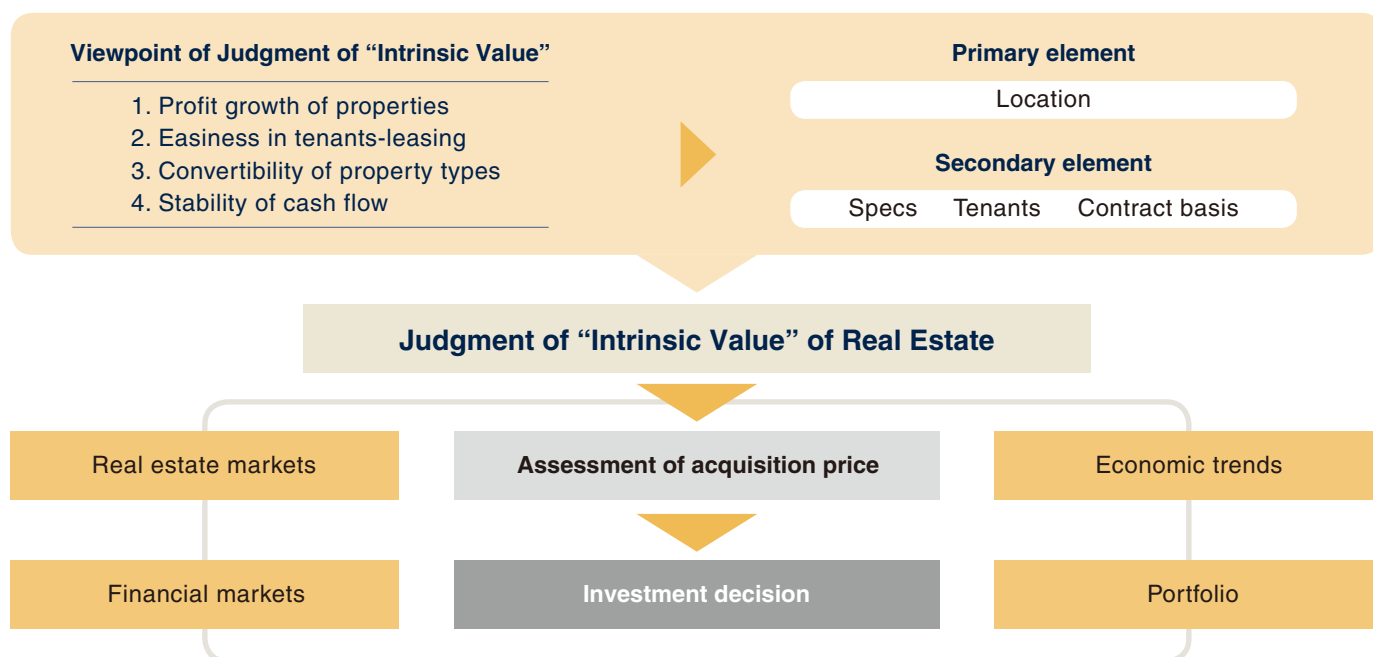 Viewpoint of Judgment of “Intrinsic Value”
1. Profit growth of properties
2. Easiness in tenants-leasing
3. Convertibility of property types
4. Stability of cash flow
Primary element
Location
Secondary element
Specs Tenants Contract basis
Judgment of “Intrinsic Value” of Real Estate
Real estate markets
Assessment of acquisition price
Economic trends
Financial markets
Investment decision
Portfolio